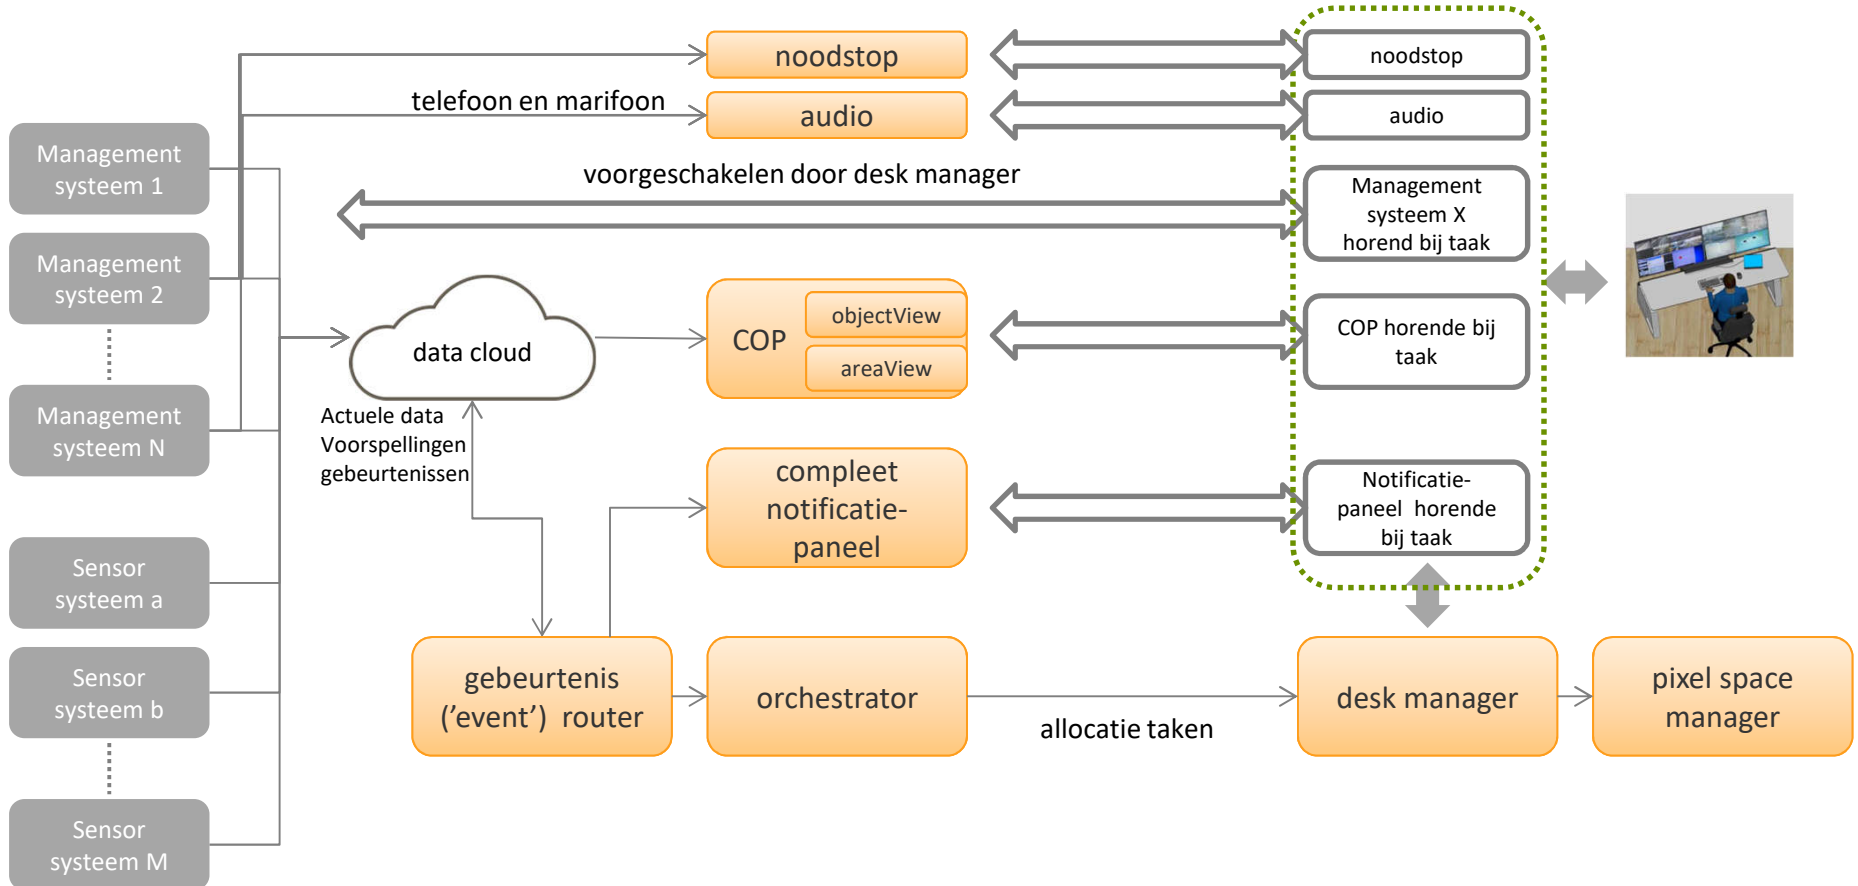 noodstop
noodstop
telefoon en marifoon
audio
audio
Management
systeem 1
voorgeschakelen door desk manager
Management
systeem X
horend bij taak
Management
systeem 2
data cloud
COP
objectView
areaView
COP horende bij
taak
Management
systeem N
Actuele data
Voorspellingen
gebeurtenissen
compleet
notificatie-
paneel
Notificatie-
paneel horende
bij taak
Sensor
systeem a
Sensor
systeem b
gebeurtenis
('event') router
orchestrator
allocatie taken
desk manager
pixel space
manager
Sensor
systeem M